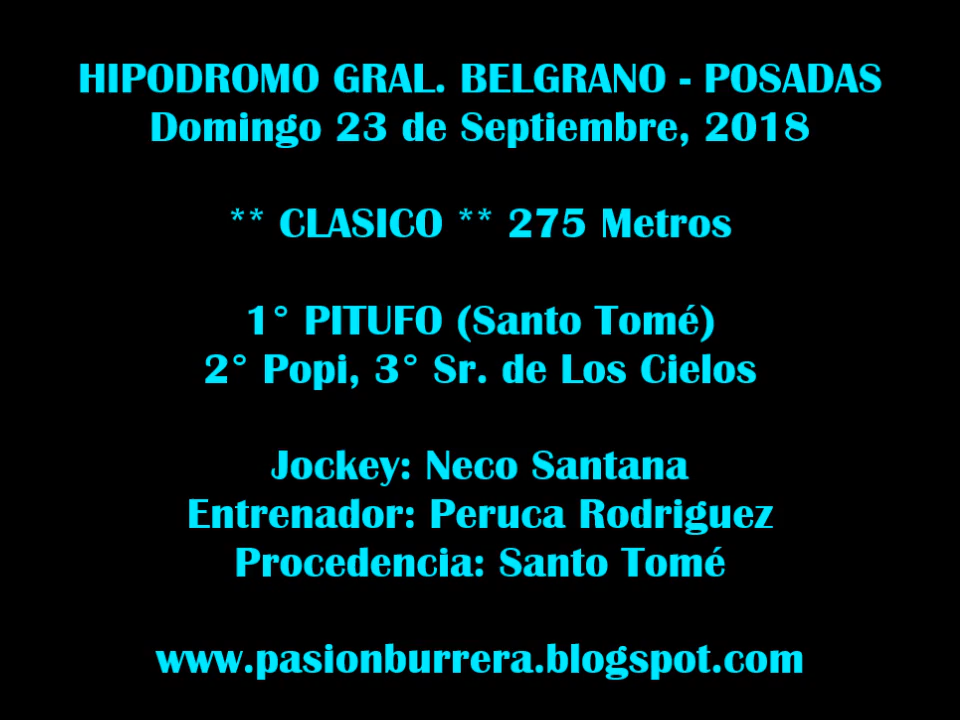 HIPODROMO GRAL. BELGRANO - POSADAS
Domingo 23 de Septiembre, 2018
** CLASICO ** 275 Metros
1° PITUFO (Santo Tomé)
2° Popi, 3° Sr. de Los Cielos
Jockey: Neco Santana
Entrenador: Peruca Rodriguez
Procedencia: Santo Tomé
www.pasionburrera.blogspot.com